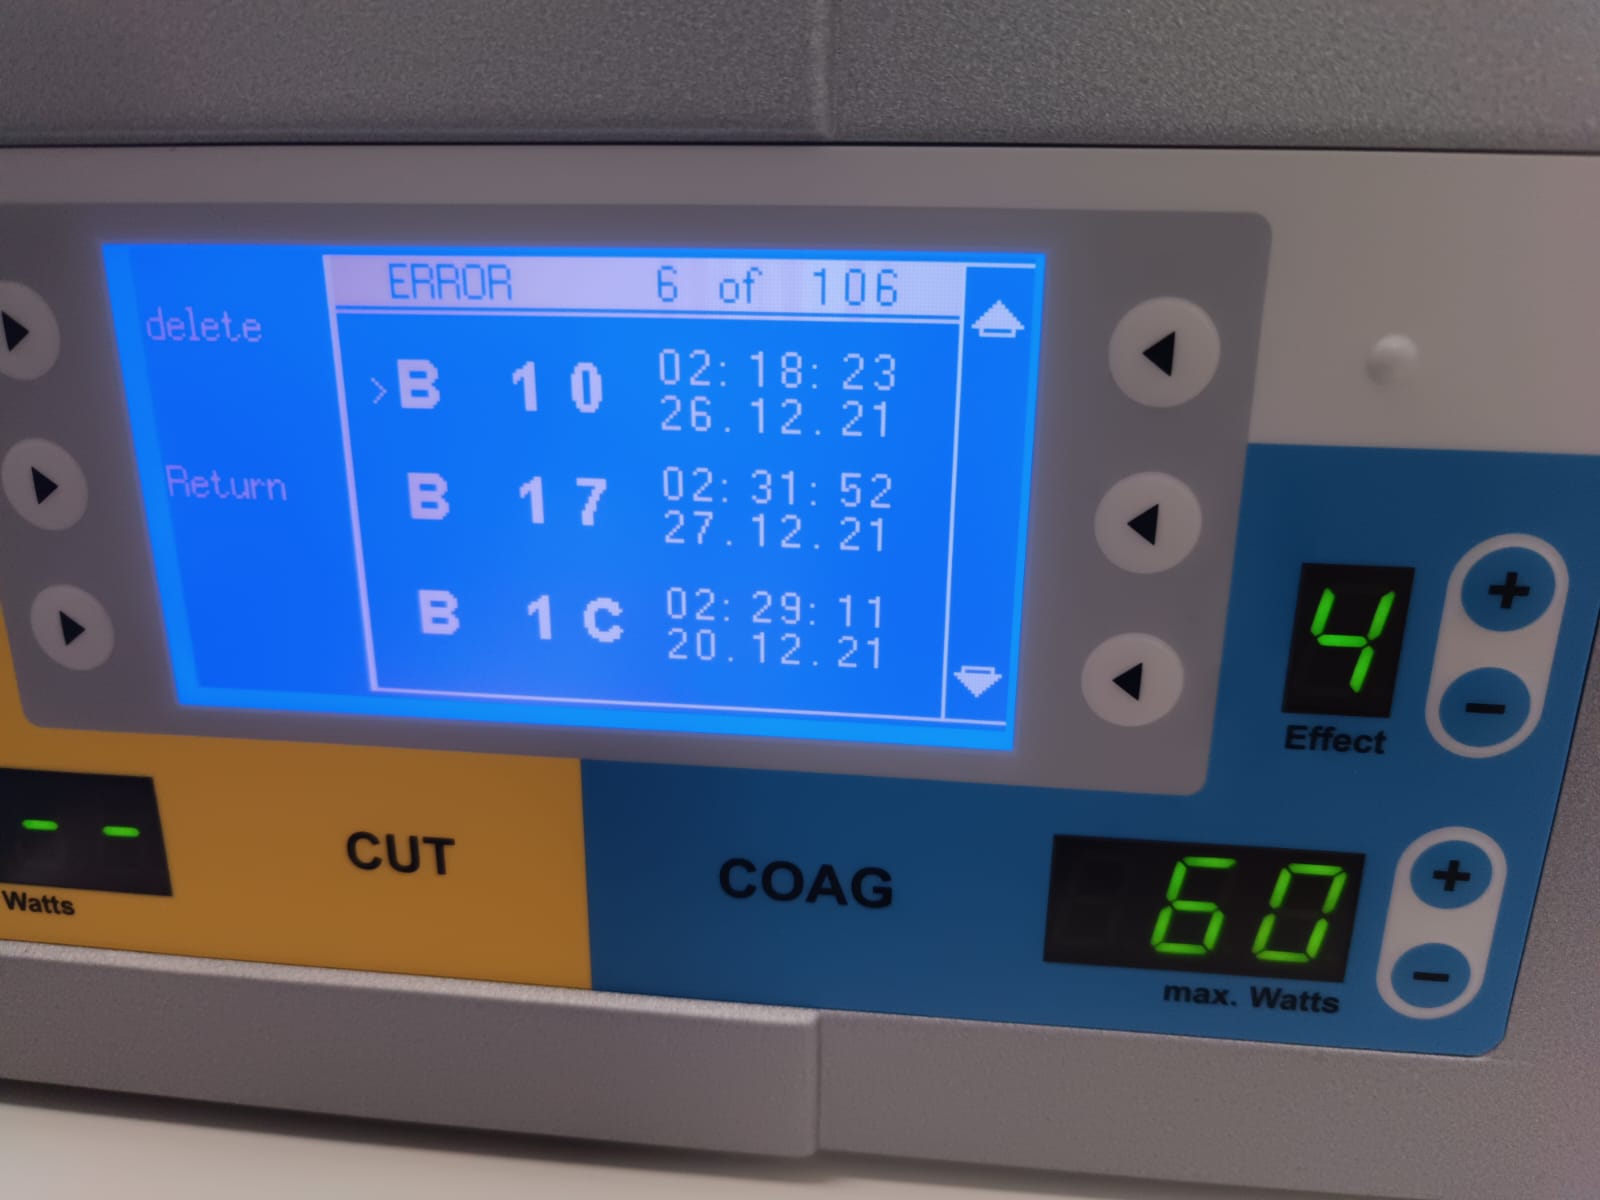 ERROR 6 of 106
delete
>B 10 02:18:23
26.12.21
Return
B 17 02:31:52
27.12.21
B 1C 02:29:11
20.12.21
4
+
-
Effect
- -
Watts
CUT
COAG
60
+
-
max. Watts